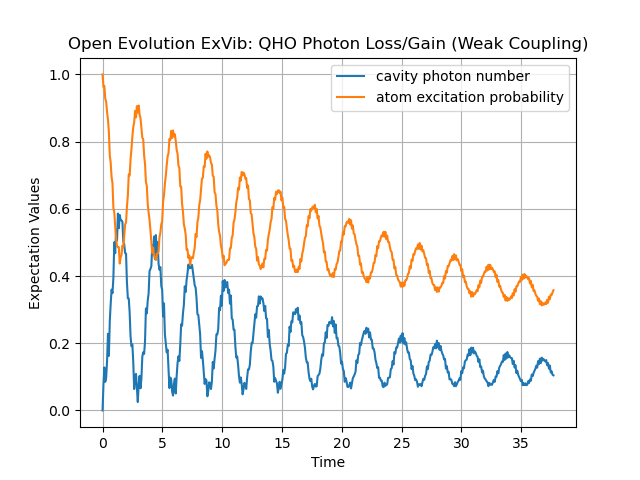 Open Evolution ExVib: QHO Photon Loss/Gain (Weak Coupling)
cavity photon number
atom excitation probability
Expectation Values
1.0
0.8
0.6
0.4
0.2
0.0
0 5 10 15 20 25 30 35
Time